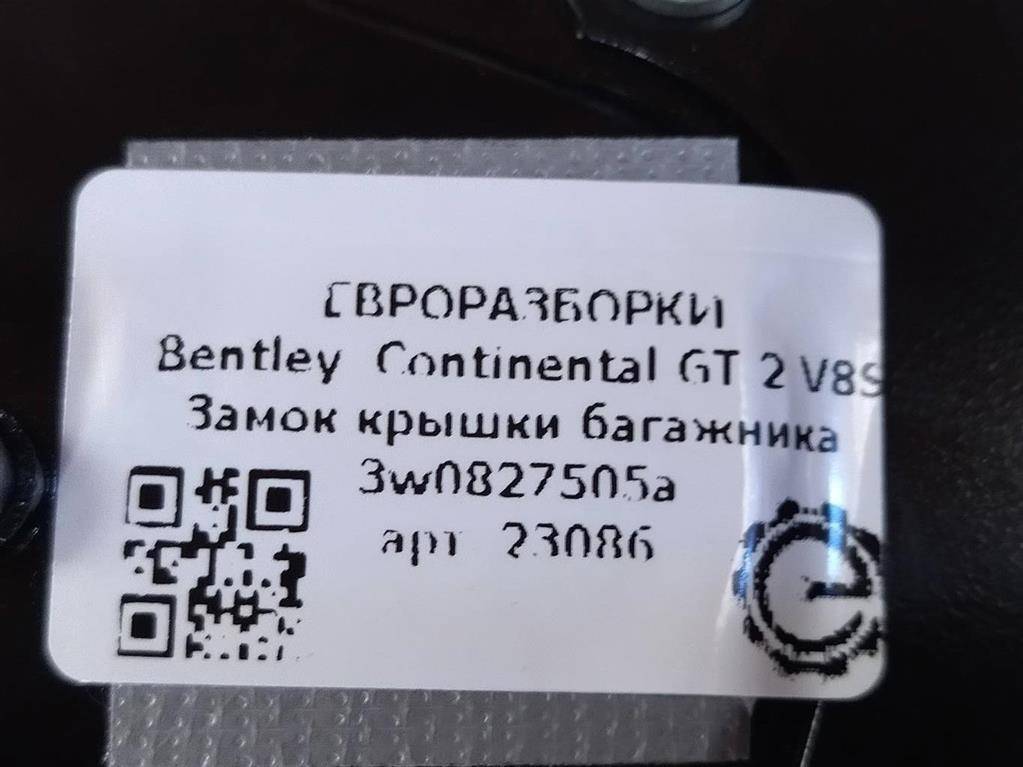 ЕВРОРАЗБОРКИ
Bentley Continental GT 2 V8S
Замок крышки багажника
3w0827505a
арт 23086